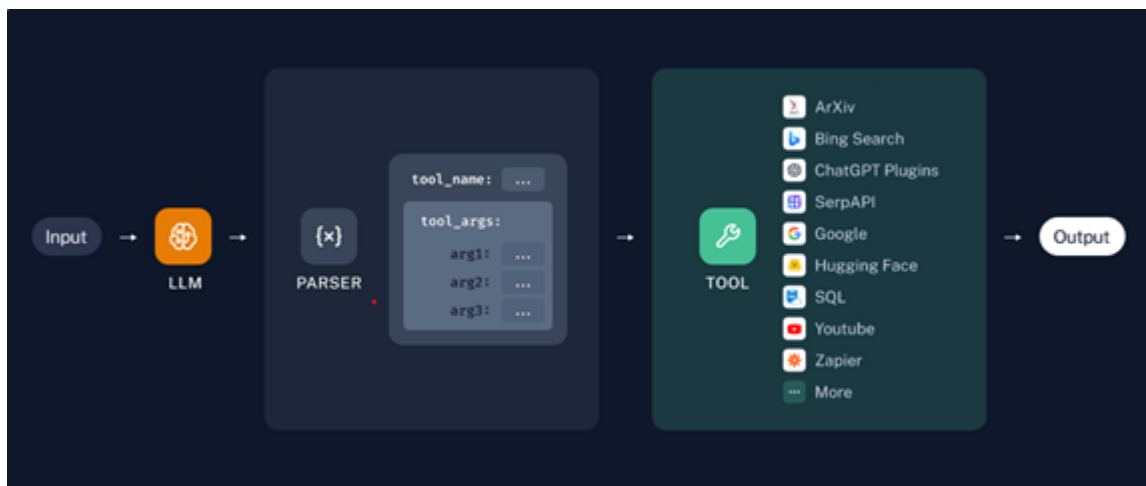 Input
LLM
{×}
PARSER
tool_name: ...
tool_args:
arg1: ...
arg2: ...
arg3: ...
TOOL
ArXiv
Bing Search
ChatGPT Plugins
SerpAPI
Google
Hugging Face
SQL
Youtube
Zapier
... More
Output